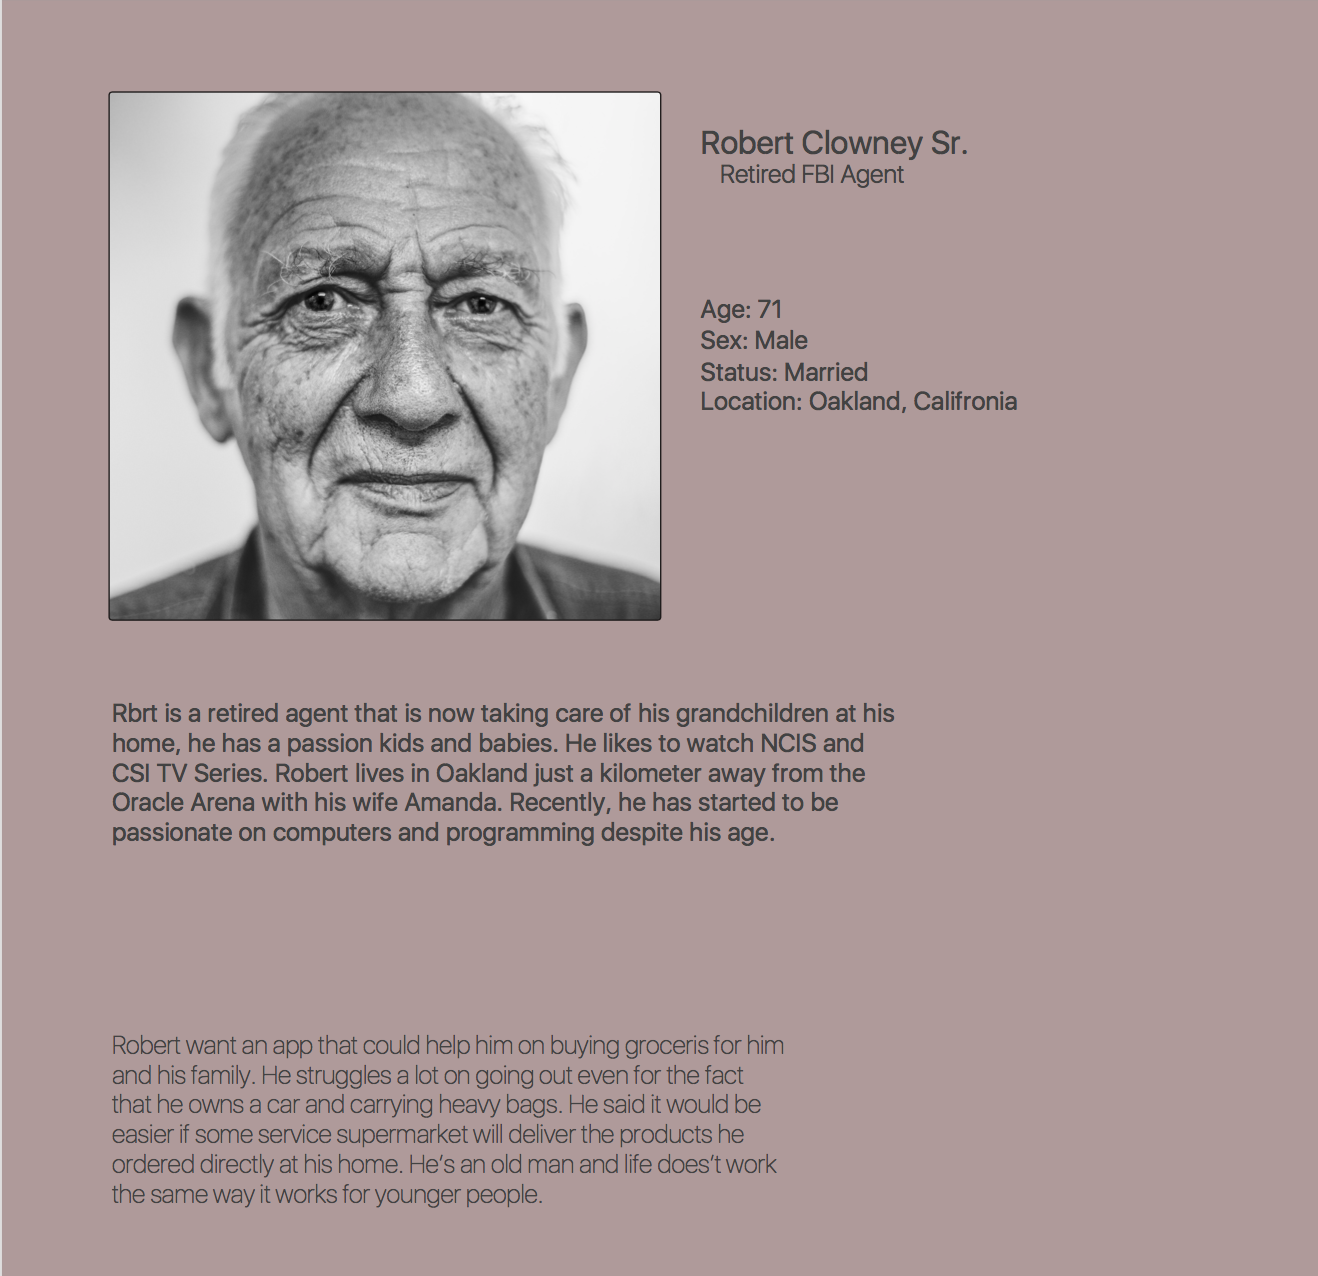 Robert Clowney Sr.
Retired FBI Agent
Age: 71
Sex: Male
Status: Married
Location: Oakland, Califronia
Rbrt is a retired agent that is now taking care of his grandchildren at his
home, he has a passion kids and babies. He likes to watch NCIS and
CSI TV Series. Robert lives in Oakland just a kilometer away from the
Oracle Arena with his wife Amanda. Recently, he has started to be
passionate on computers and programming despite his age.
Robert want an app that could help him on buying groceris for him
and his family. He struggles a lot on going out even for the fact
that he owns a car and carrying heavy bags. He said it would be
easier if some service supermarket will deliver the products he
ordered directly at his home. He’s an old man and life does’t work
the same way it works for younger people.